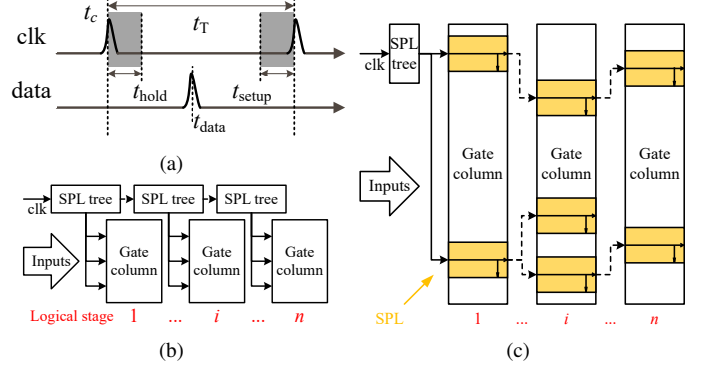 t_c
t_T
clk
t_hold
t_setup
data
t_data
(a)
clk
SPL tree
SPL tree
SPL tree
Inputs
Gate column
Gate column
Gate column
Logical stage 1 ... i ... n
(b)
clk
SPL tree
Inputs
Gate column
Gate column
Gate column
SPL
1 ... i ... n
(c)